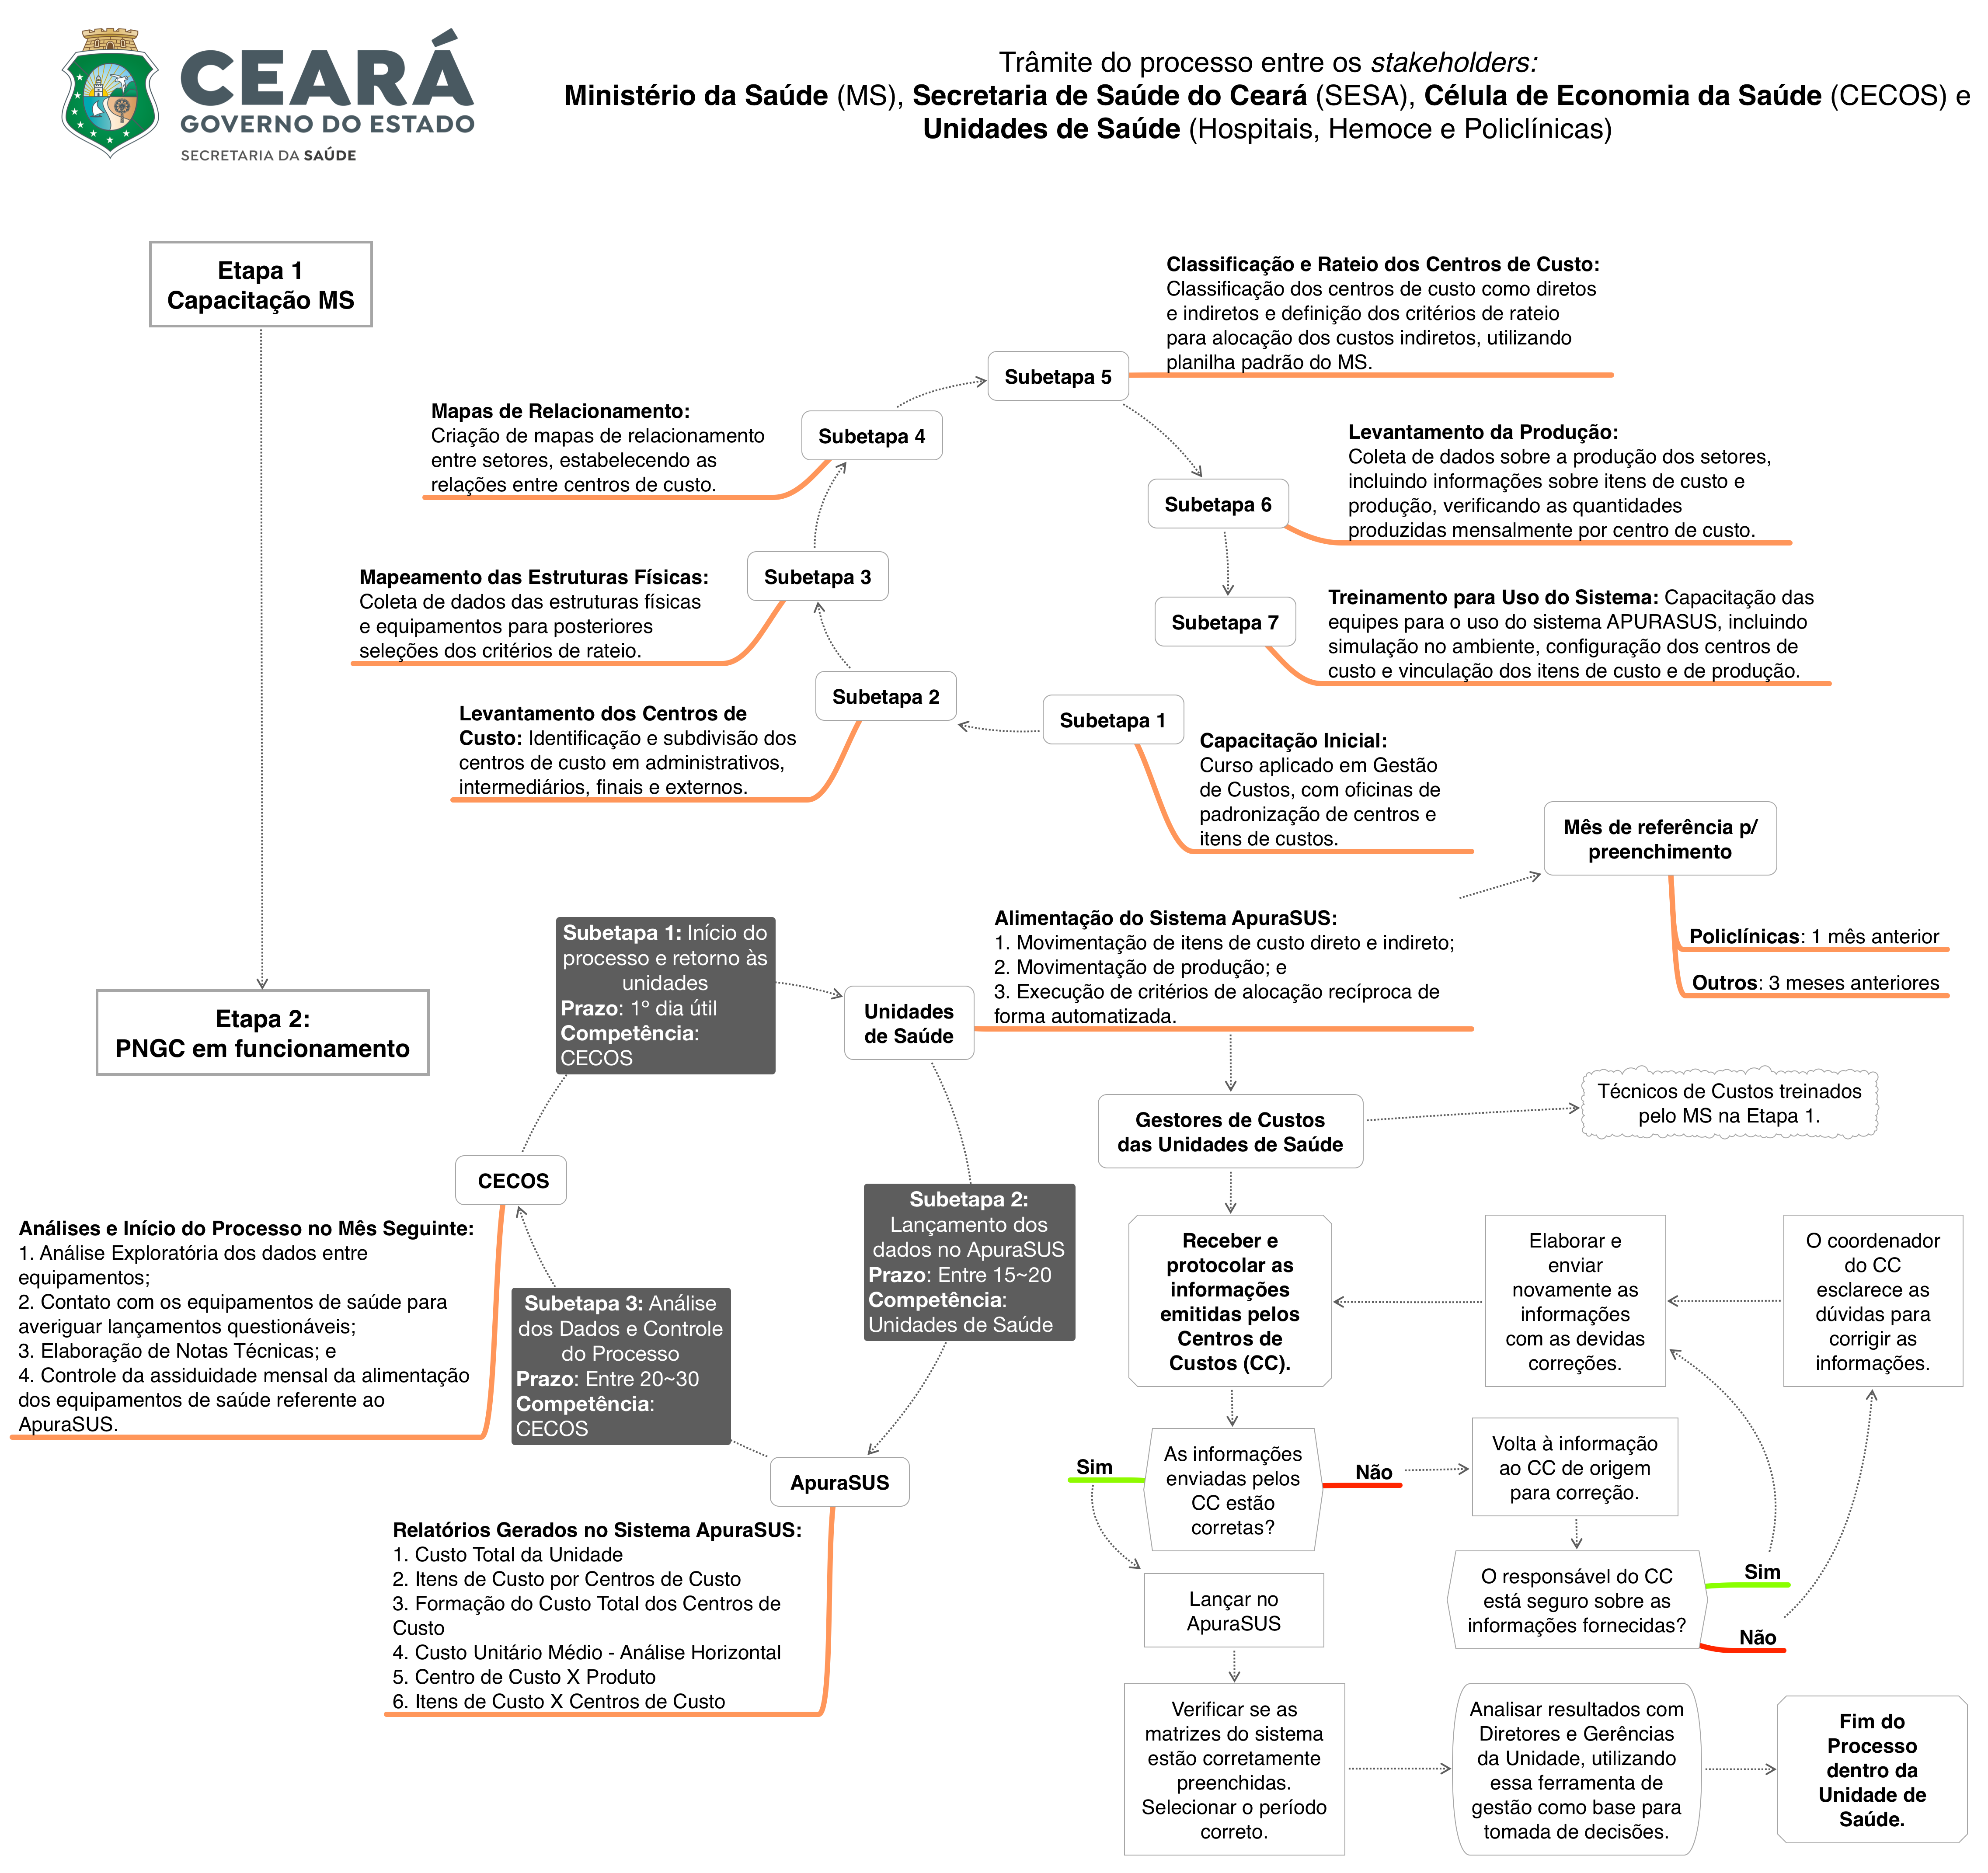 CEARÁ
GOVERNO DO ESTADO
SECRETARIA DA SAÚDE
Trâmite do processo entre os stakeholders:
Ministério da Saúde (MS), Secretaria de Saúde do Ceará (SESA), Célula de Economia da Saúde (CECOS) e
Unidades de Saúde (Hospitais, Hemoce e Policlínicas)
Etapa 1
Capacitação MS
Etapa 2:
PNGC em funcionamento
Subetapa 1
Capacitação Inicial:
Curso aplicado em Gestão
de Custos, com oficinas de
padronização de centros e
itens de custos.
Subetapa 2
Levantamento dos Centros de
Custo: Identificação e subdivisão dos
centros de custo em administrativos,
intermediários, finais e externos.
Subetapa 3
Mapeamento das Estruturas Físicas:
Coleta de dados das estruturas físicas
e equipamentos para posteriores
seleções dos critérios de rateio.
Subetapa 4
Mapas de Relacionamento:
Criação de mapas de relacionamento
entre setores, estabelecendo as
relações entre centros de custo.
Subetapa 5
Classificação e Rateio dos Centros de Custo:
Classificação dos centros de custo como diretos
e indiretos e definição dos critérios de rateio
para alocação dos custos indiretos, utilizando
planilha padrão do MS.
Subetapa 6
Levantamento da Produção:
Coleta de dados sobre a produção dos setores,
incluindo informações sobre itens de custo e
produção, verificando as quantidades
produzidas mensalmente por centro de custo.
Subetapa 7
Treinamento para Uso do Sistema: Capacitação das
equipes para o uso do sistema APURASUS, incluindo
simulação no ambiente, configuração dos centros de
custo e vinculação dos itens de custo e de produção.
Subetapa 1: Início do
processo e retorno às
unidades
Prazo: 1º dia útil
Competência:
CECOS
Unidades
de Saúde
Alimentação do Sistema ApuraSUS:
1. Movimentação de itens de custo direto e indireto;
2. Movimentação de produção; e
3. Execução de critérios de alocação recíproca de
forma automatizada.
Mês de referência p/
preenchimento
Policlínicas: 1 mês anterior
Outros: 3 meses anteriores
Subetapa 2:
Lançamento dos
dados no ApuraSUS
Prazo: Entre 15~20
Competência:
Unidades de Saúde
ApuraSUS
Relatórios Gerados no Sistema ApuraSUS:
1. Custo Total da Unidade
2. Itens de Custo por Centros de Custo
3. Formação do Custo Total dos Centros de
Custo
4. Custo Unitário Médio - Análise Horizontal
5. Centro de Custo X Produto
6. Itens de Custo X Centros de Custo
Subetapa 3: Análise
dos Dados e Controle
do Processo
Prazo: Entre 20~30
Competência:
CECOS
CECOS
Análises e Início do Processo no Mês Seguinte:
1. Análise Exploratória dos dados entre
equipamentos;
2. Contato com os equipamentos de saúde para
averiguar lançamentos questionáveis;
3. Elaboração de Notas Técnicas; e
4. Controle da assiduidade mensal da alimentação
dos equipamentos de saúde referente ao
ApuraSUS.
Gestores de Custos
das Unidades de Saúde
Técnicos de Custos treinados
pelo MS na Etapa 1.
Receber e
protocolar as
informações
emitidas pelos
Centros de
Custos (CC).
Elaborar e
enviar
novamente as
informações
com as devidas
correções.
O coordenador
do CC
esclarece as
dúvidas para
corrigir as
informações.
As informações
enviadas pelos
CC estão
corretas?
Sim
Não
Volta à informação
ao CC de origem
para correção.
O responsável do CC
está seguro sobre as
informações fornecidas?
Sim
Não
Lançar no
ApuraSUS
Verificar se as
matrizes do sistema
estão corretamente
preenchidas.
Selecionar o período
correto.
Analisar resultados com
Diretores e Gerências
da Unidade, utilizando
essa ferramenta de
gestão como base para
tomada de decisões.
Fim do
Processo
dentro da
Unidade de
Saúde.